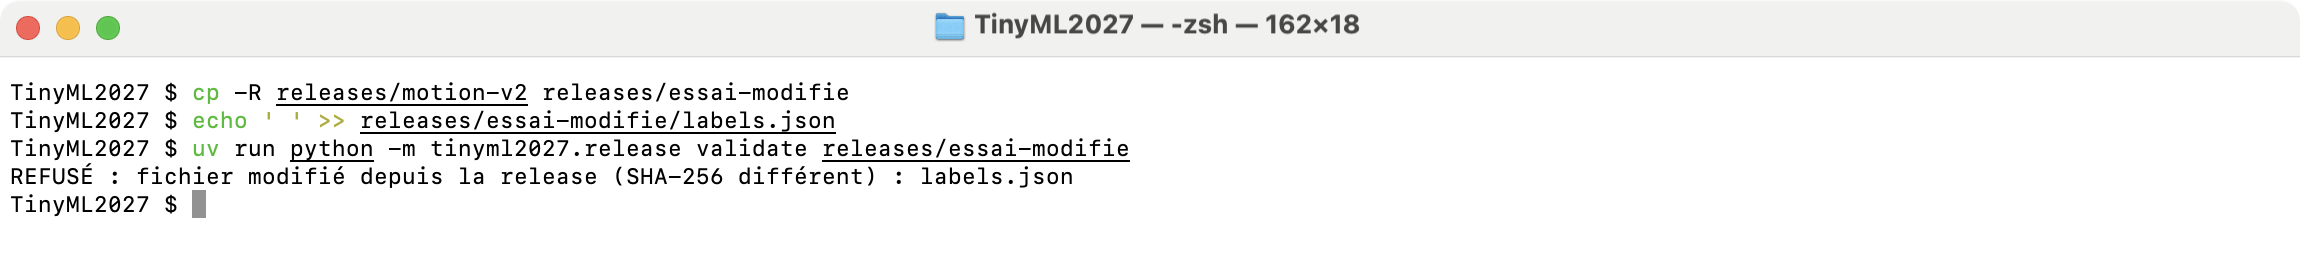 TinyML2027 — -zsh — 162×18
TinyML2027 $ cp -R releases/motion-v2 releases/essai-modifie
TinyML2027 $ echo ' ' >> releases/essai-modifie/labels.json
TinyML2027 $ uv run python -m tinyml2027.release validate releases/essai-modifie
REFUSÉ : fichier modifié depuis la release (SHA-256 différent) : labels.json
TinyML2027 $